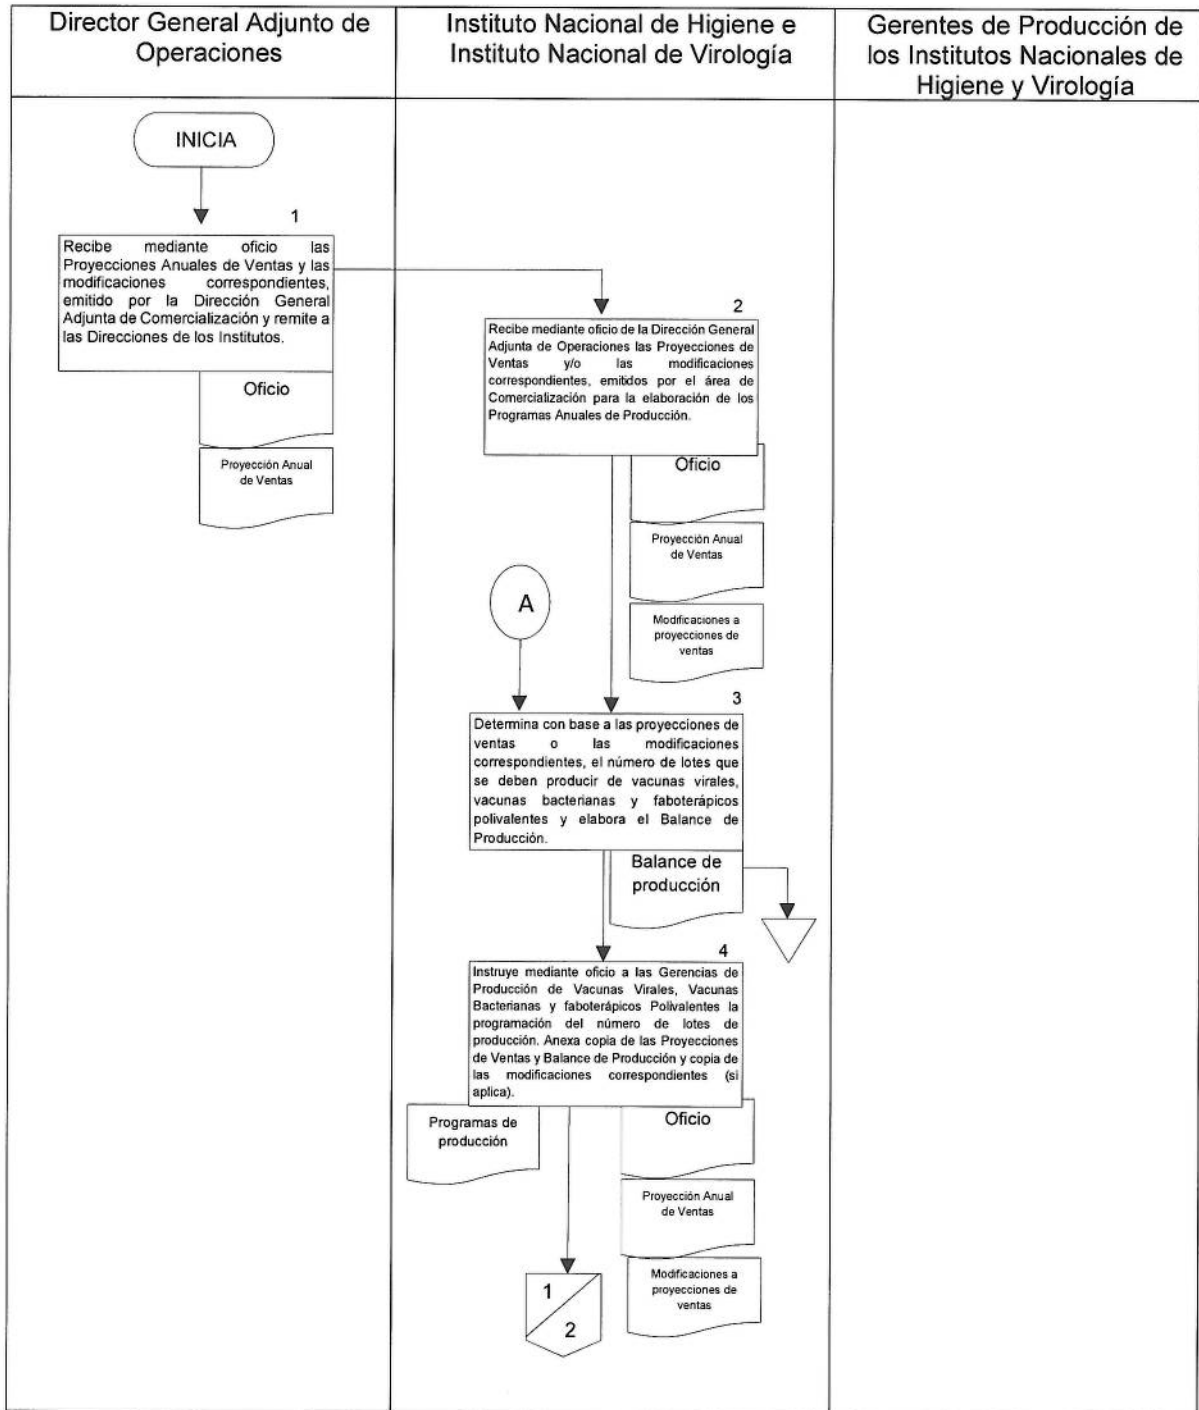 Director General Adjunto de
Operaciones
Instituto Nacional de Higiene e
Instituto Nacional de Virología
Gerentes de Producción de
los Institutos Nacionales de
Higiene y Virología
INICIA
1
Recibe mediante oficio las
Proyecciones Anuales de Ventas y las
modificaciones correspondientes,
emitido por la Dirección General
Adjunta de Comercialización y remite a
las Direcciones de los Institutos.
Oficio
Proyección Anual
de Ventas
2
Recibe mediante oficio de la Dirección General
Adjunta de Operaciones las Proyecciones de
Ventas y/o las modificaciones
correspondientes, emitidos por el área de
Comercialización para la elaboración de los
Programas Anuales de Producción.
Oficio
Proyección Anual
de Ventas
Modificaciones a
proyecciones de
ventas
A
3
Determina con base a las proyecciones de
ventas o las modificaciones
correspondientes, el número de lotes que
se deben producir de vacunas virales,
vacunas bacterianas y faboterápicos
polivalentes y elabora el Balance de
Producción.
Balance de
producción
4
Instruye mediante oficio a las Gerencias de
Producción de Vacunas Virales, Vacunas
Bacterianas y faboterápicos Polivalentes la
programación del número de lotes de
producción. Anexa copia de las Proyecciones
de Ventas y Balance de Producción y copia de
las modificaciones correspondientes (si
aplica).
Programas de
producción
Oficio
Proyección Anual
de Ventas
Modificaciones a
proyecciones de
ventas
1
2